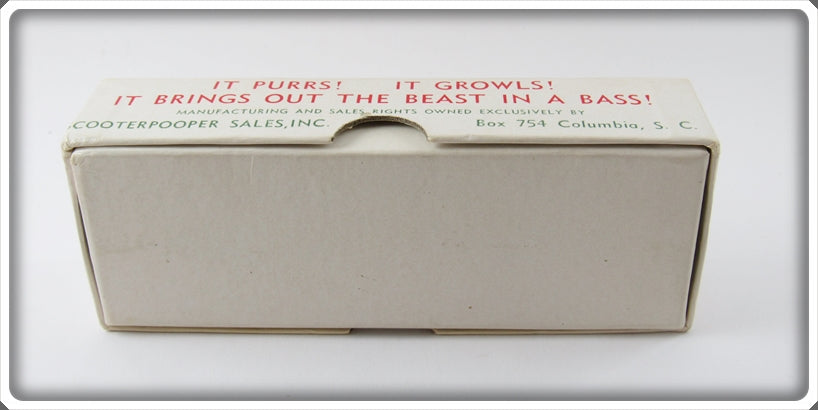 IT PURRS! IT GROWLS!
IT BRINGS OUT THE BEAST IN A BASS!
MANUFACTURING AND SALES RIGHTS OWNED EXCLUSIVELY BY
COOTERPOOPER SALES, INC. Box 754 Columbia, S. C.